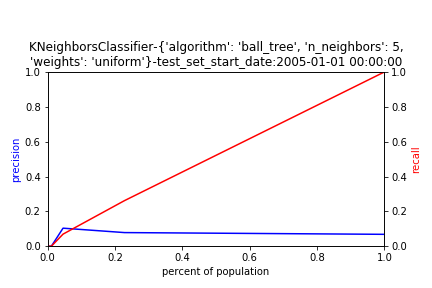 KNeighborsClassifier-{'algorithm': 'ball_tree', 'n_neighbors': 5,
'weights': 'uniform'}-test_set_start_date:2005-01-01 00:00:00
1.0
0.8
0.6
0.4
0.2
0.0
precision
1.0
0.8
0.6
0.4
0.2
0.0
recall
0.0 0.2 0.4 0.6 0.8 1.0
percent of population